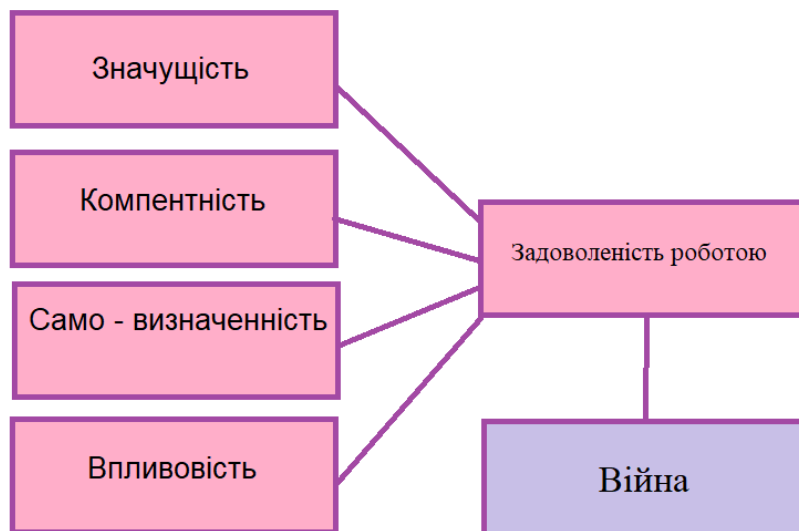 Значущість
Компентність
Само - визначенність
Впливовість
Задоволеність роботою
Війна